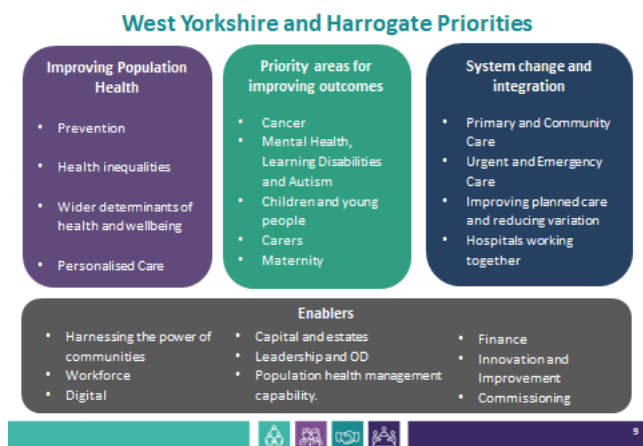 West Yorkshire and Harrogate Priorities
Improving Population
Health
• Prevention
• Health inequalities
• Wider determinants of
health and wellbeing
• Personalised Care
Priority areas for
improving outcomes
• Cancer
• Mental Health,
Learning Disabilities
and Autism
• Children and young
people
• Carers
• Maternity
System change and
integration
• Primary and Community
Care
• Urgent and Emergency
Care
• Improving planned care
and reducing variation
• Hospitals working
together
Enablers
• Harnessing the power of
communities
• Workforce
• Digital
• Capital and estates
• Leadership and OD
• Population health management
capability.
• Finance
• Innovation and
Improvement
• Commissioning
9